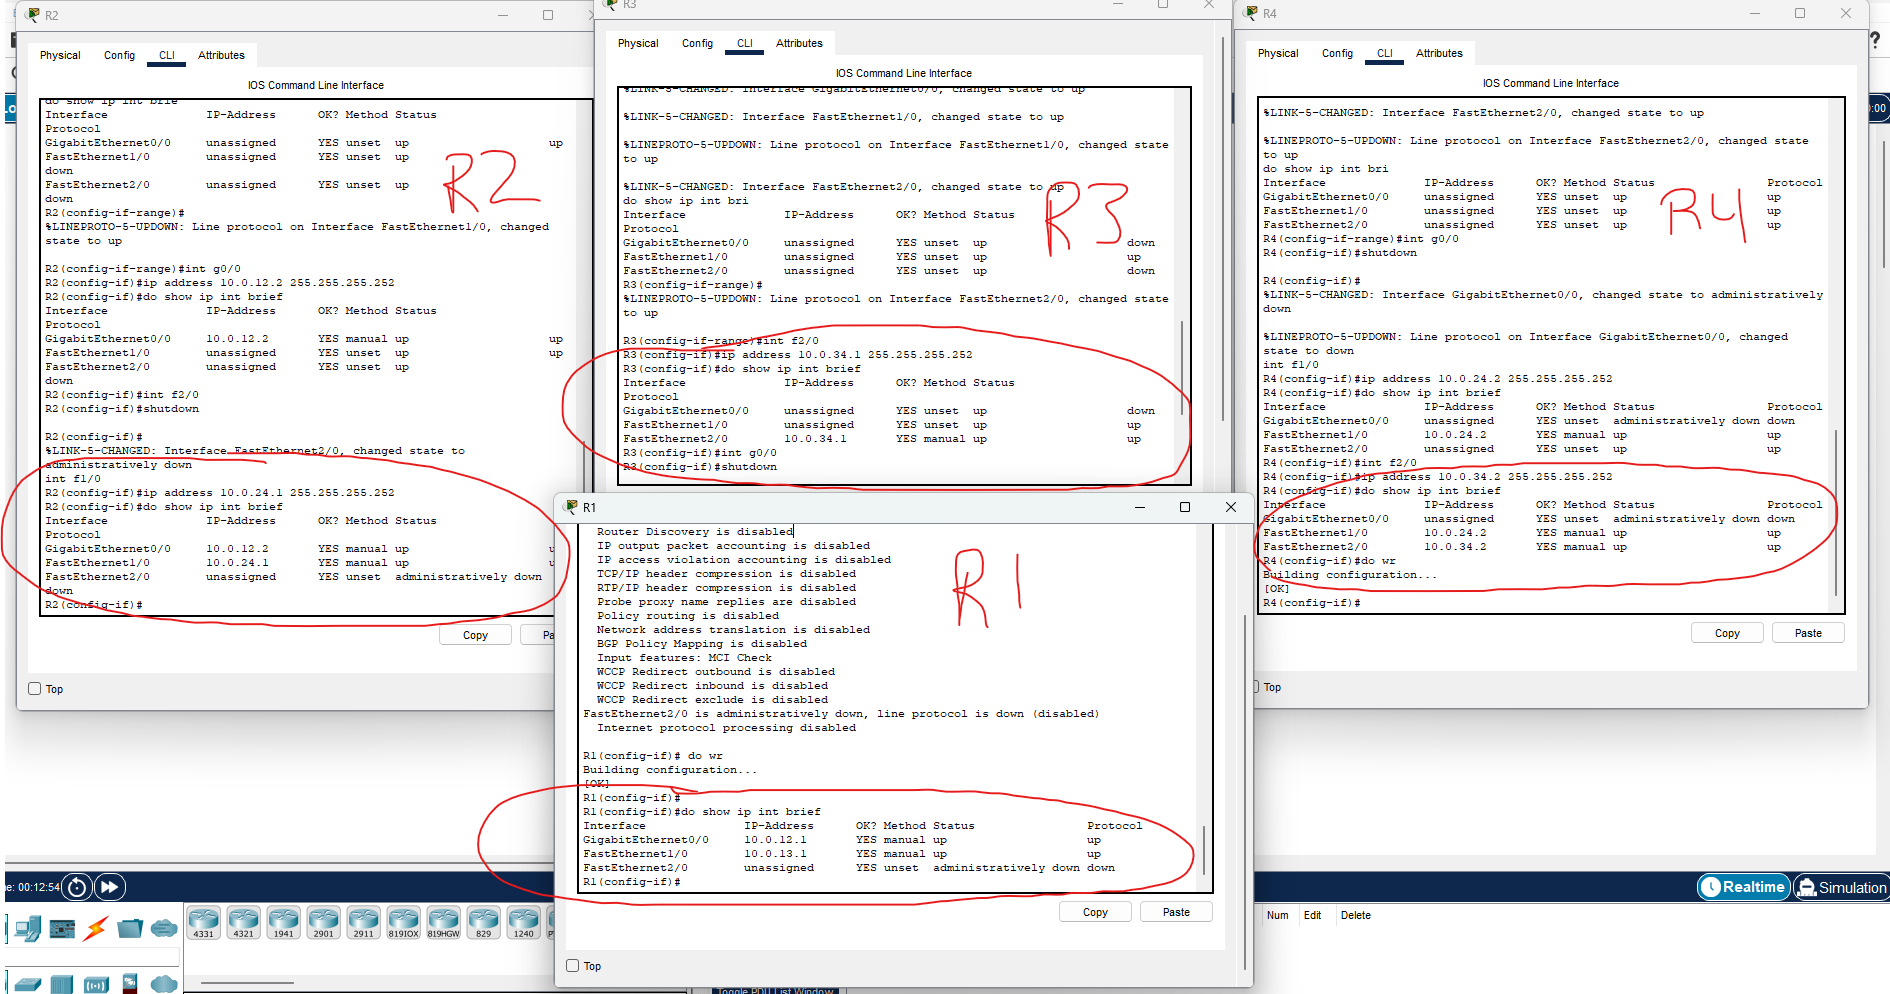 R2
Physical Config CLI Attributes
IOS Command Line Interface
do show ip int brie
Interface IP-Address OK? Method Status
Protocol
GigabitEthernet0/0 unassigned YES unset up up
FastEthernet1/0 unassigned YES unset up
down
FastEthernet2/0 unassigned YES unset up
down
R2(config-if-range)#
%LINEPROTO-5-UPDOWN: Line protocol on Interface FastEthernet1/0, changed
state to up
R2(config-if-range)#int g0/0
R2(config-if)#ip address 10.0.12.2 255.255.255.252
R2(config-if)#do show ip int brief
Interface IP-Address OK? Method Status
Protocol
GigabitEthernet0/0 10.0.12.2 YES manual up up
FastEthernet1/0 unassigned YES unset up up
FastEthernet2/0 unassigned YES unset up
down
R2(config-if)#int f2/0
R2(config-if)#shutdown
R2(config-if)#
%LINK-5-CHANGED: Interface FastEthernet2/0, changed state to
administratively down
int f1/0
R2(config-if)#ip address 10.0.24.1 255.255.255.252
R2(config-if)#do show ip int brief
Interface IP-Address OK? Method Status
Protocol
GigabitEthernet0/0 10.0.12.2 YES manual up
FastEthernet1/0 10.0.24.1 YES manual up
FastEthernet2/0 unassigned YES unset administratively down
down
R2(config-if)#
R2
Copy Pa
Top
R3
Physical Config CLI Attributes
IOS Command Line Interface
%LINK-5-CHANGED: Interface GigabitEthernet0/0, changed state to up
%LINK-5-CHANGED: Interface FastEthernet1/0, changed state to up
%LINEPROTO-5-UPDOWN: Line protocol on Interface FastEthernet1/0, changed state
to up
%LINK-5-CHANGED: Interface FastEthernet2/0, changed state to up
do show ip int bri
Interface IP-Address OK? Method Status
Protocol
GigabitEthernet0/0 unassigned YES unset up down
FastEthernet1/0 unassigned YES unset up up
FastEthernet2/0 unassigned YES unset up down
R3(config-if-range)#
%LINEPROTO-5-UPDOWN: Line protocol on Interface FastEthernet2/0, changed state
to up
R3(config-if-range)#int f2/0
R3(config-if)#ip address 10.0.34.1 255.255.255.252
R3(config-if)#do show ip int brief
Interface IP-Address OK? Method Status
Protocol
GigabitEthernet0/0 unassigned YES unset up down
FastEthernet1/0 unassigned YES unset up up
FastEthernet2/0 10.0.34.1 YES manual up up
R3(config-if)#int g0/0
R3(config-if)#shutdown
R3
R4
Physical Config CLI Attributes
IOS Command Line Interface
%LINK-5-CHANGED: Interface FastEthernet2/0, changed state to up
%LINEPROTO-5-UPDOWN: Line protocol on Interface FastEthernet2/0, changed state
to up
do show ip int bri
Interface IP-Address OK? Method Status Protocol
GigabitEthernet0/0 unassigned YES unset up up
FastEthernet1/0 unassigned YES unset up up
FastEthernet2/0 unassigned YES unset up up
R4(config-if-range)#int g0/0
R4(config-if)#shutdown
R4(config-if)#
%LINK-5-CHANGED: Interface GigabitEthernet0/0, changed state to administratively
down
%LINEPROTO-5-UPDOWN: Line protocol on Interface GigabitEthernet0/0, changed
state to down
int f1/0
R4(config-if)#ip address 10.0.24.2 255.255.255.252
R4(config-if)#do show ip int brief
Interface IP-Address OK? Method Status Protocol
GigabitEthernet0/0 unassigned YES unset administratively down down
FastEthernet1/0 10.0.24.2 YES manual up up
FastEthernet2/0 unassigned YES unset up up
R4(config-if)#int f2/0
R4(config-if)#ip address 10.0.34.2 255.255.255.252
R4(config-if)#do show ip int brief
Interface IP-Address OK? Method Status Protocol
GigabitEthernet0/0 unassigned YES unset administratively down down
FastEthernet1/0 10.0.24.2 YES manual up up
FastEthernet2/0 10.0.34.2 YES manual up up
R4(config-if)#do wr
Building configuration...
[OK]
R4(config-if)#
R4
Copy Paste
Top
R1
Router Discovery is disabled
IP output packet accounting is disabled
IP access violation accounting is disabled
TCP/IP header compression is disabled
RTP/IP header compression is disabled
Probe proxy name replies are disabled
Policy routing is disabled
Network address translation is disabled
BGP Policy Mapping is disabled
Input features: MCI Check
WCCP Redirect outbound is disabled
WCCP Redirect inbound is disabled
WCCP Redirect exclude is disabled
FastEthernet2/0 is administratively down, line protocol is down (disabled)
Internet protocol processing disabled
R1(config-if)# do wr
Building configuration...
[OK]
R1(config-if)#
R1(config-if)#do show ip int brief
Interface IP-Address OK? Method Status Protocol
GigabitEthernet0/0 10.0.12.1 YES manual up up
FastEthernet1/0 10.0.13.1 YES manual up up
FastEthernet2/0 unassigned YES unset administratively down down
R1(config-if)#
R1
Copy Paste
Top
e: 00:12:54
Realtime Simulation
4331 4321 1941 2901 2911 819IOX 819HGW 829 1240
Num Edit Delete
Toggle PDU List Window